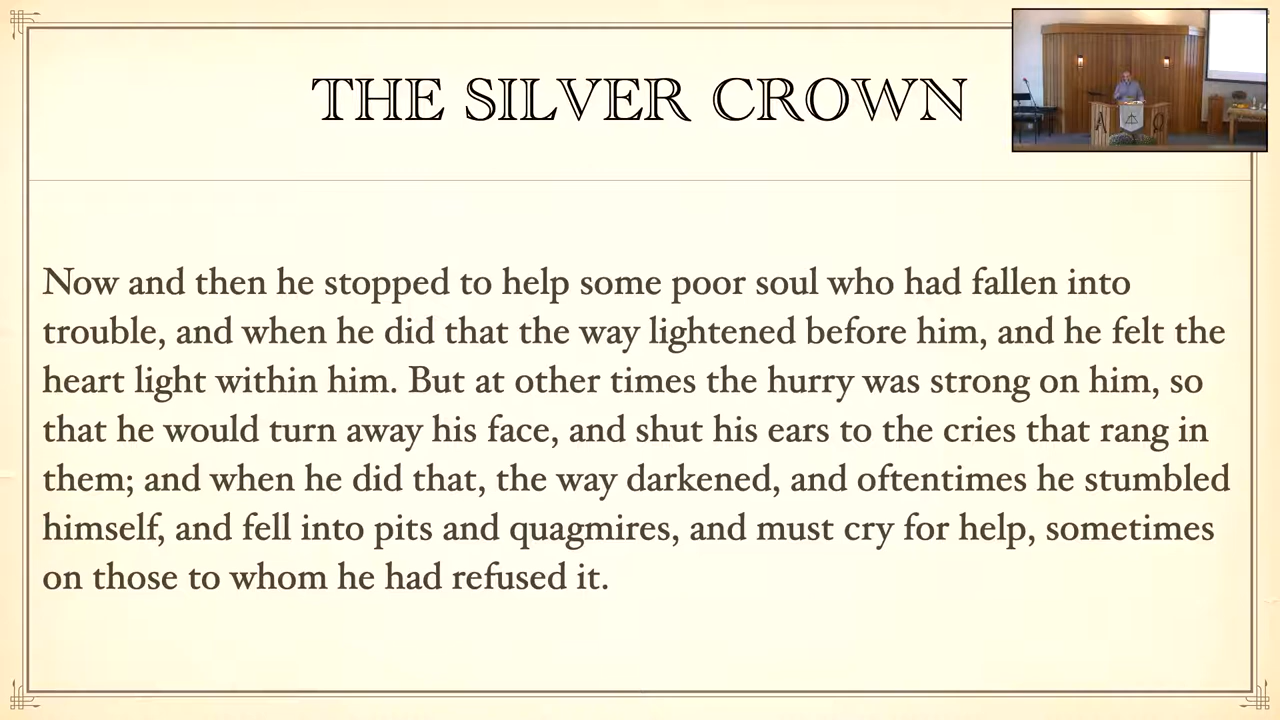 THE SILVER CROWN
Now and then he stopped to help some poor soul who had fallen into
trouble, and when he did that the way lightened before him, and he felt the
heart light within him. But at other times the hurry was strong on him, so
that he would turn away his face, and shut his ears to the cries that rang in
them; and when he did that, the way darkened, and oftentimes he stumbled
himself, and fell into pits and quagmires, and must cry for help, sometimes
on those to whom he had refused it.